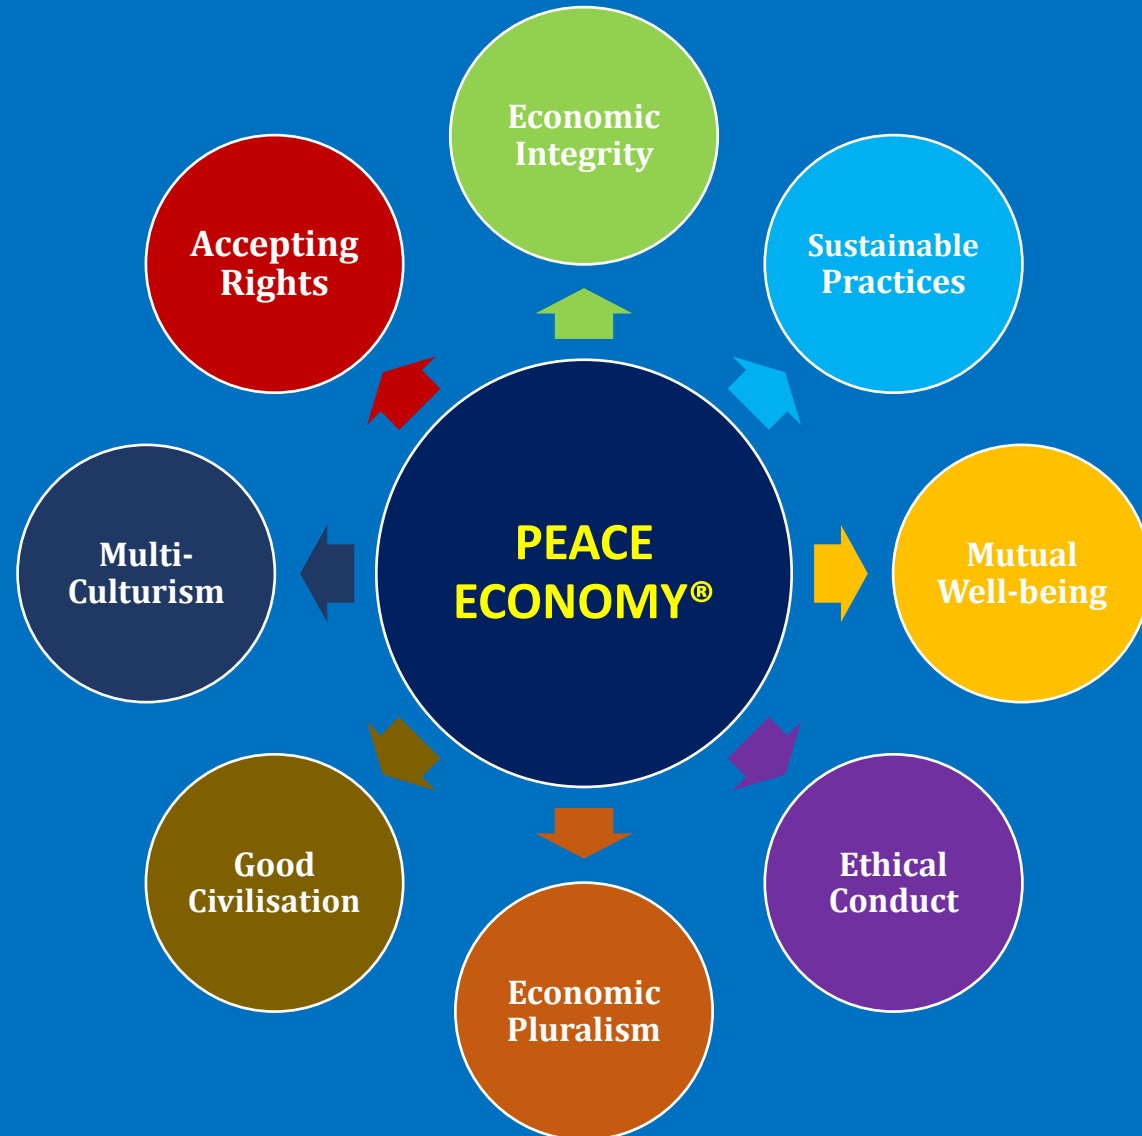 Economic
Integrity
Accepting
Rights
Sustainable
Practices
Multi-
Culturism
PEACE
ECONOMY®
Mutual
Well-being
Good
Civilisation
Ethical
Conduct
Economic
Pluralism